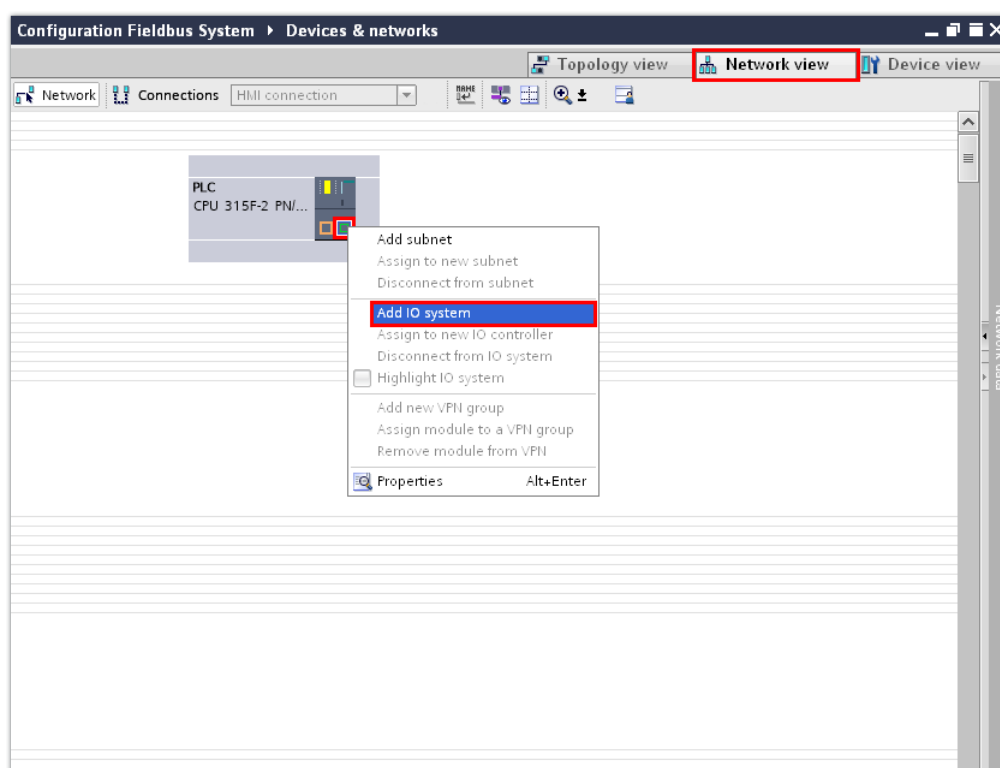 Configuration Fieldbus System ▸ Devices & networks
Topology view Network view Device view
Network Connections HMI connection
PLC
CPU 315F-2 PN/...
Add subnet
Assign to new subnet
Disconnect from subnet
Add IO system
Assign to new IO controller
Disconnect from IO system
Highlight IO system
Add new VPN group
Assign module to a VPN group
Remove module from VPN
Properties Alt+Enter